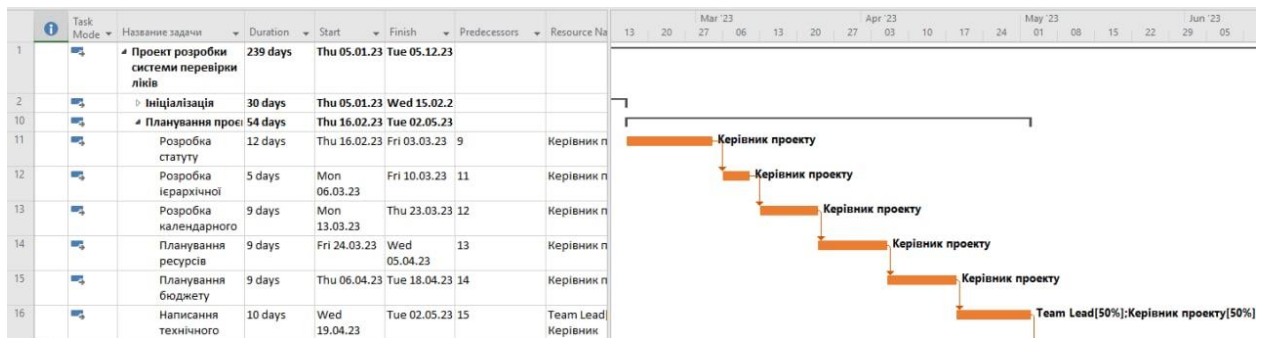 Mar '23 Apr '23 May '23 Jun '23
Task
Mode Название задачи Duration Start Finish Predecessors Resource Na 13 20 27 06 13 20 27 03 10 17 24 01 08 15 22 29 05
1 Проект розробки 239 days Thu 05.01.23 Tue 05.12.23
системи перевірки
ліків
2 Ініціалізація 30 days Thu 05.01.23 Wed 15.02.2
10 Планування проє 54 days Thu 16.02.23 Tue 02.05.23
11 Розробка 12 days Thu 16.02.23 Fri 03.03.23 9 Керівник п Керівник проекту
статуту
12 Розробка 5 days Mon Fri 10.03.23 11 Керівник п Керівник проекту
ієрархічної 06.03.23
13 Розробка 9 days Mon Thu 23.03.23 12 Керівник п Керівник проекту
календарного 13.03.23
14 Планування 9 days Fri 24.03.23 Wed 13 Керівник п Керівник проекту
ресурсів 05.04.23
15 Планування 9 days Thu 06.04.23 Tue 18.04.23 14 Керівник п Керівник проекту
бюджету
16 Написання 10 days Wed Tue 02.05.23 15 Team Lead[ Team Lead[50%];Керівник проекту[50%]
технічного 19.04.23 Керівник